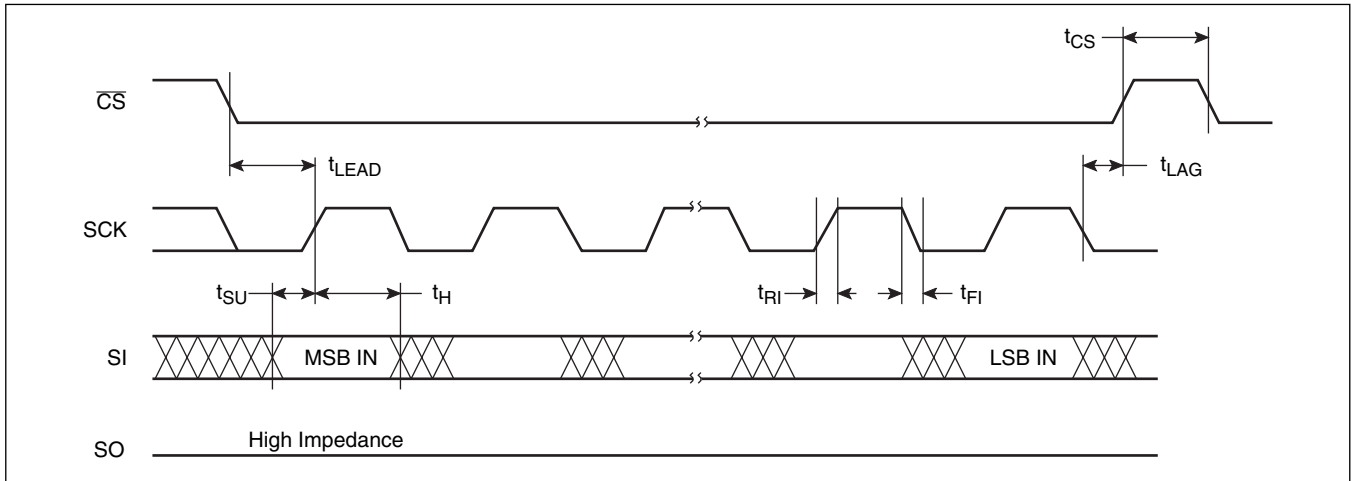 tCS
CS
tLEAD
tLAG
SCK
tSU
tH
tRI
tFI
SI
MSB IN
LSB IN
High Impedance
SO